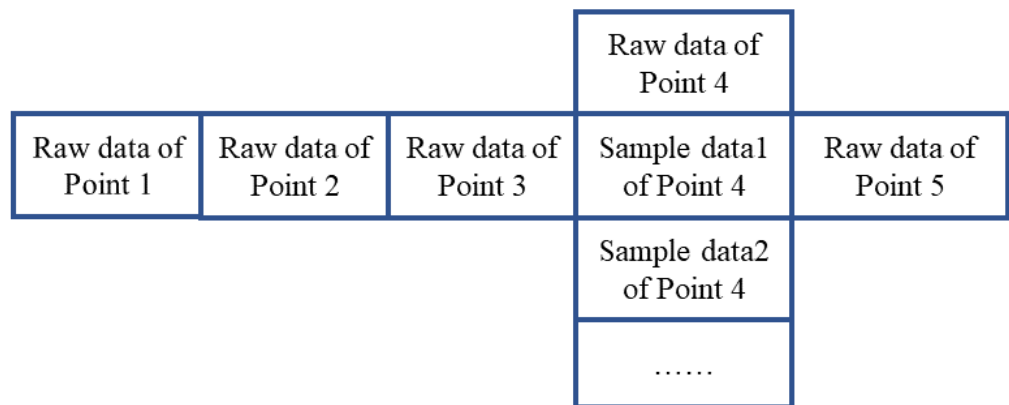 Raw data of
Point 4
Raw data of
Point 1
Raw data of
Point 2
Raw data of
Point 3
Sample data1
of Point 4
Raw data of
Point 5
Sample data2
of Point 4
……